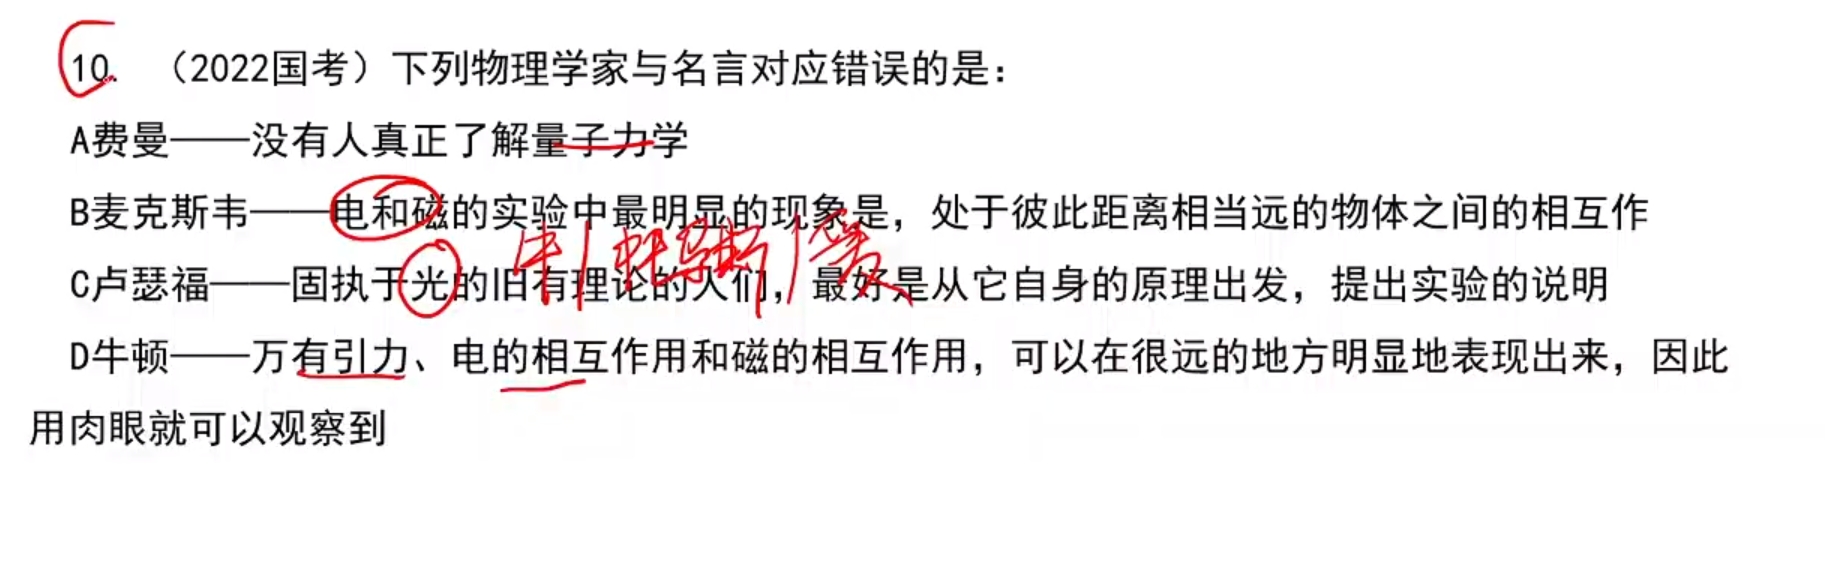 10. （2022国考）下列物理学家与名言对应错误的是：
A费曼——没有人真正了解量子力学
B麦克斯韦——电和磁的实验中最明显的现象是，处于彼此距离相当远的物体之间的相互作
C卢瑟福——固执于光的旧有理论的人们，最好是从它自身的原理出发，提出实验的说明
D牛顿——万有引力、电的相互作用和磁的相互作用，可以在很远的地方明显地表现出来，因此
用肉眼就可以观察到